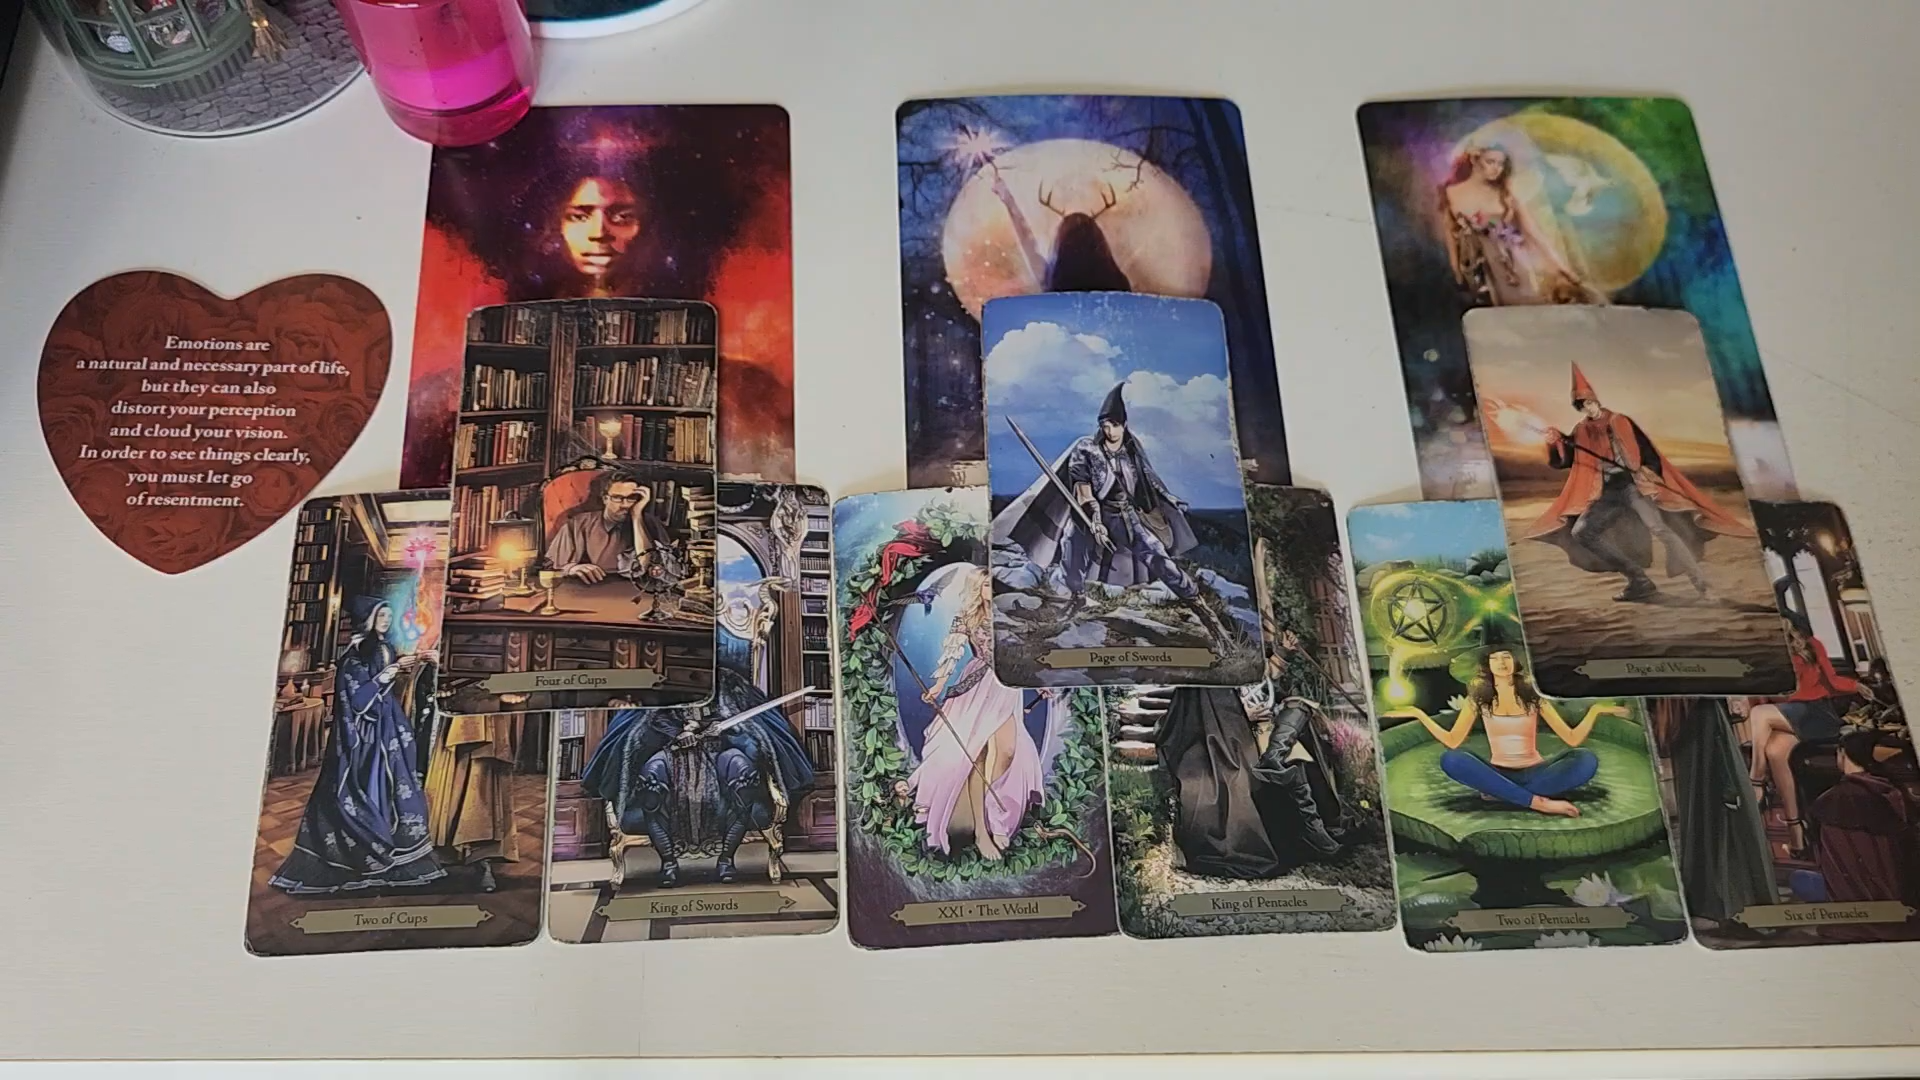 Emotions are
a natural and necessary part of life,
but they can also
distort your perception
and cloud your vision.
In order to see things clearly,
you must let go
of resentment.
Four of Cups
Page of Swords
Page of Wands
Two of Cups
King of Swords
XXI • The World
King of Pentacles
Two of Pentacles
Six of Pentacles